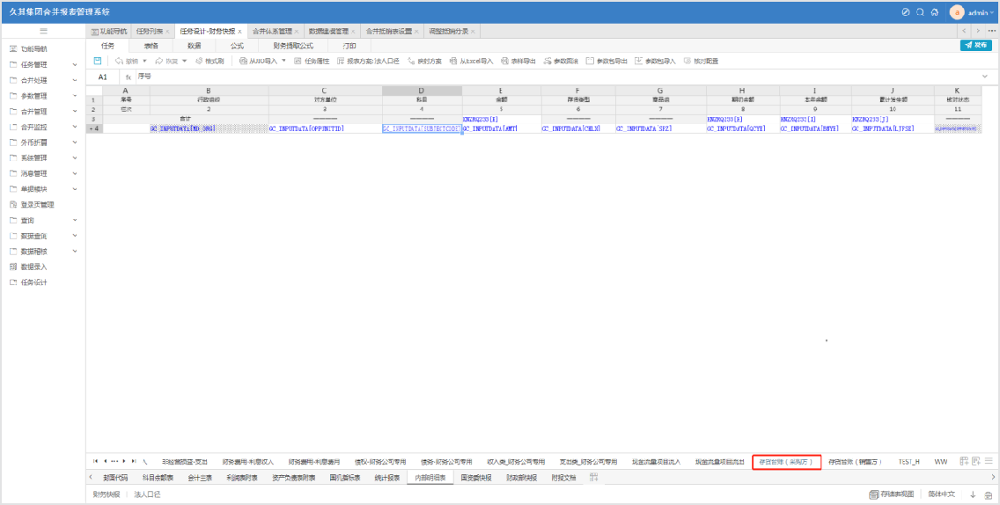 久其集团合并报表管理系统 admin
功能导航 任务列表 × 任务设计-财务快报 × 合并体系管理 × 数据建模管理 × 合并抵销表设置 × 调整抵销分录 ×
任务 表格 数据 公式 财务提取公式 打印
发布
撤销 恢复 格式刷 从JIO导入 任务属性 报表方案:法人口径 映射方案 从Excel导入 表样导出 参数回滚 参数包导出 参数包导入 核对配置
A1 fx 序号
功能导航
任务管理
合并处理
参数管理
合并管理
合并监控
外币折算
系统管理
消息管理
单据模块
登录页管理
查询
数据查询
数据稽核
数据录入
任务设计
A B C D E F G H I J K
1 序号 行政层级 对方单位 科目 金额 存货类型 商品类 期初余额 本年余额 累计发生额 核对状态
2 栏次 2 3 4 5 6 7 8 9 10 11
3 合计 ———— ———— ———— ———— ————
4 GC_INPUTDATA[MD_ORG] GC_INPUTDATA[OPPUNITID] GC_INPUTDATA[SUBJECTCODE] GC_INPUTDATA[AMT] GC_INPUTDATA[CHLX] GC_INPUTDATA[SPZ] GC_INPUTDATA[QCYE] GC_INPUTDATA[BNYE] GC_INPUTDATA[LJFSE]
非经营损益-支出 财务费用-利息收入 财务费用-利息费用 债权-财务公司专用 债务-财务公司专用 收入类_财务公司专用 支出类_财务公司专用 现金流量项目流入 现金流量项目流出 存货台账（采购方） 存货台账（销售方） TEST_H WW
封面代码 科目余额表 会计三表 利润表附表 资产负债表附表 国机指标表 统计报表 内部明细表 国资委快报 财政部快报 附报文档
财务快报 法人口径 存储表视图 简体中文